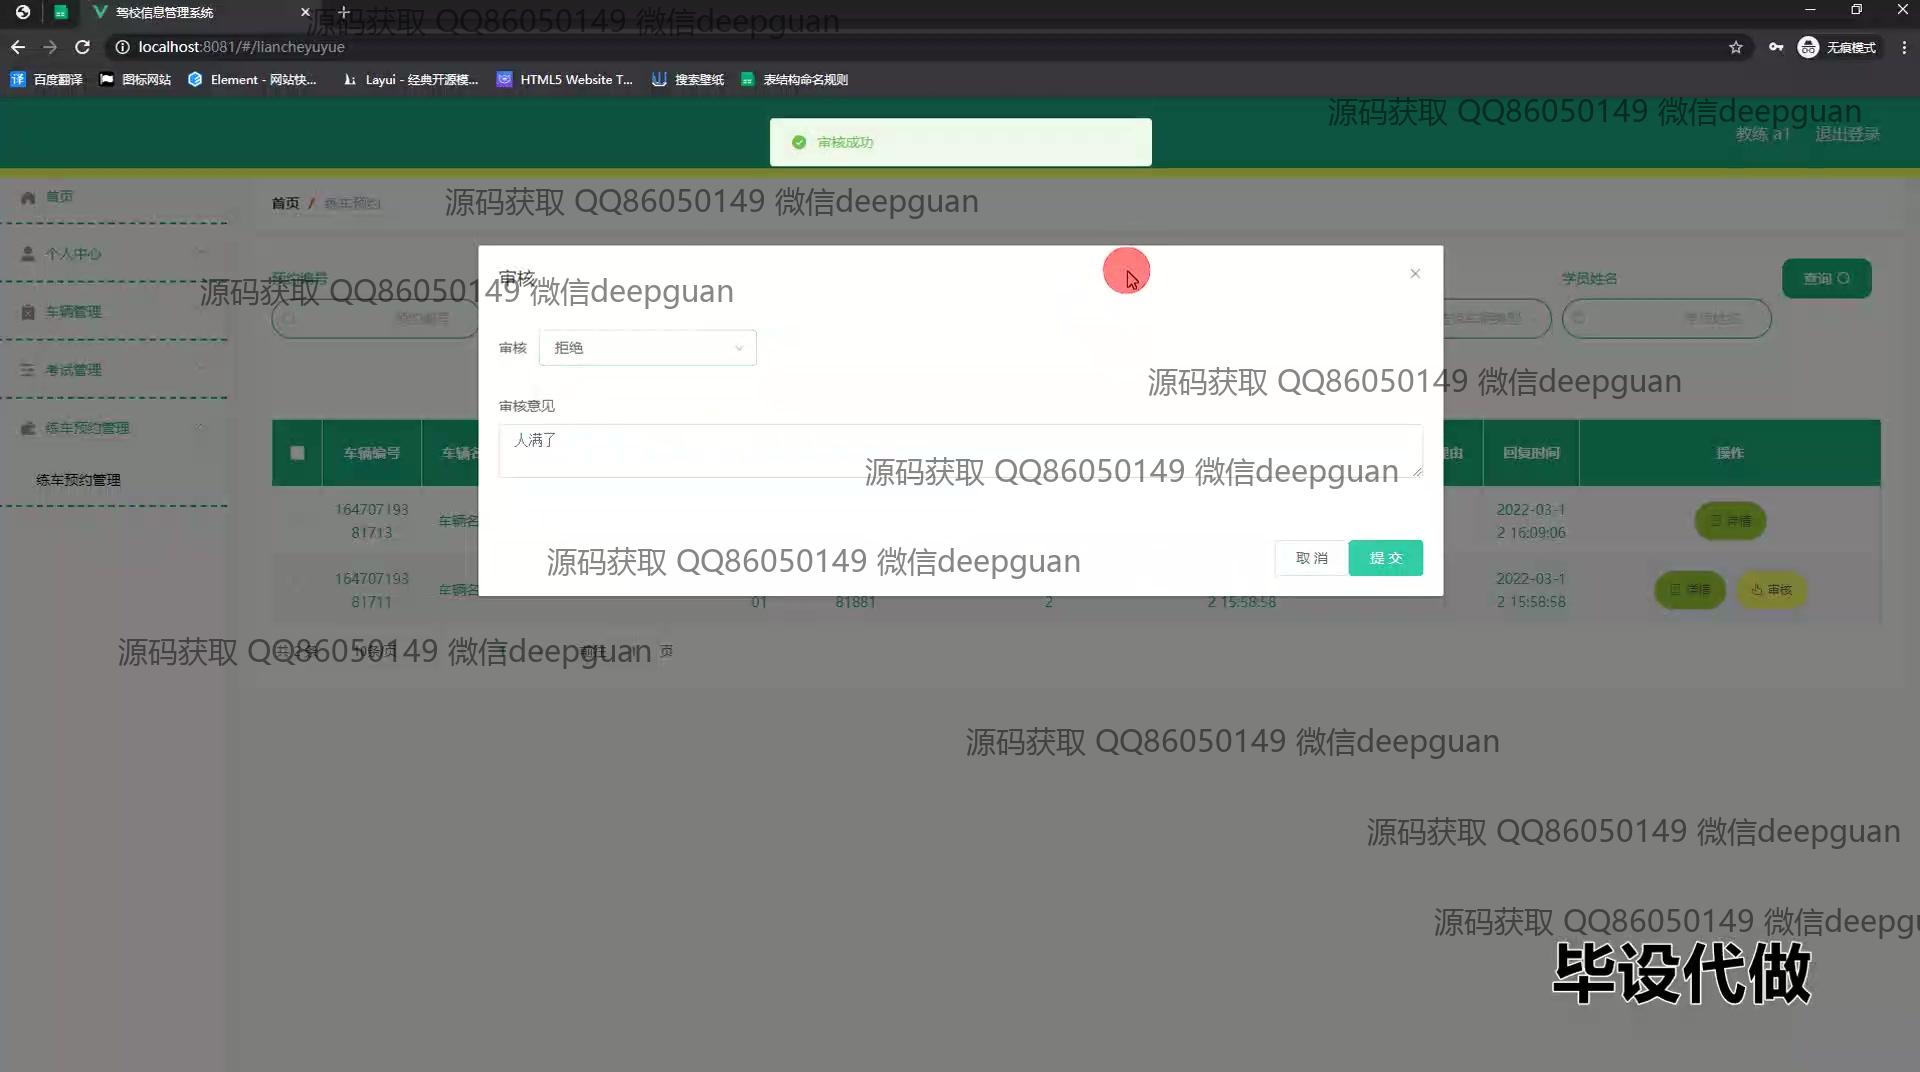 驾校信息管理系统
源码获取 QQ86050149 微信deepguan
localhost:8081/#/liancheyuyue
无痕模式
百度翻译
图标网站
Element - 网站快...
Layui - 经典开源模...
HTML5 Website T...
搜索壁纸
表结构命名规则
源码获取 QQ86050149 微信deepguan
审核成功
教练 a1
退出登录
首页
首页 / 练车预约
源码获取 QQ86050149 微信deepguan
个人中心
预约编号
审核
学员姓名
查询
源码获取 QQ86050149 微信deepguan
车辆管理
预约编号
学员姓名
审核
拒绝
考试管理
源码获取 QQ86050149 微信deepguan
审核意见
练车预约管理
人满了
车辆编号
回复时间
操作
源码获取 QQ86050149 微信deepguan
练车预约管理
164707193
81713
2022-03-1
2 16:09:06
详情
源码获取 QQ86050149 微信deepguan
取 消
提 交
164707193
81711
01
81881
2
2 15:58:58
2022-03-1
2 15:58:58
详情
审核
共 2 条
10条/页
前往
1
页
源码获取 QQ86050149 微信deepguan
源码获取 QQ86050149 微信deepguan
源码获取 QQ86050149 微信deepguan
源码获取 QQ86050149 微信deepgu
毕设代做